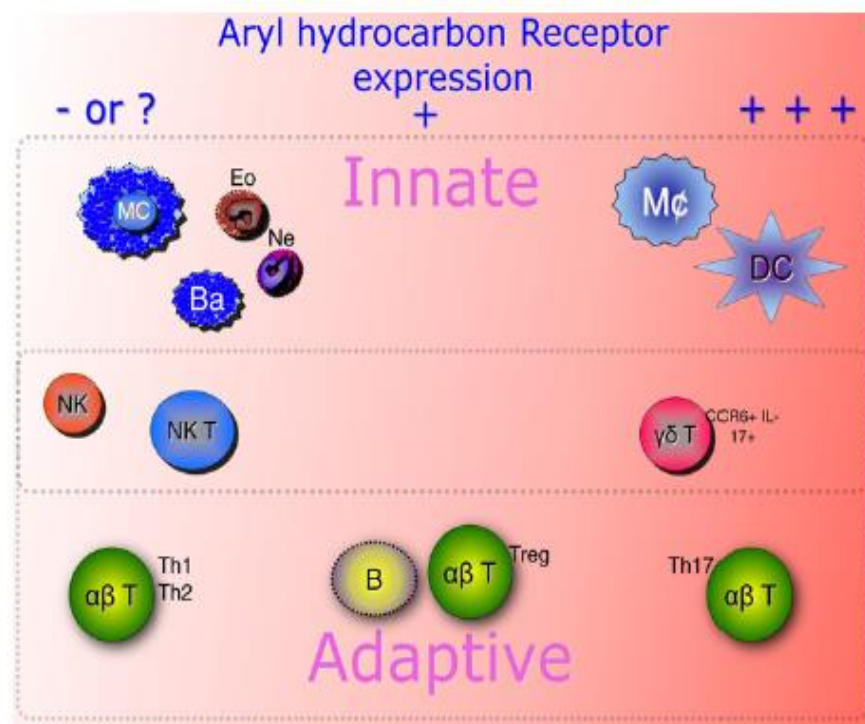 Aryl hydrocarbon Receptor
expression
- or ?
+
+ + +
Innate
MC
Eo
Ne
Ba
M¢
DC
NK
NK T
γδ T
CCR6+ IL-
17+
αβ T
Th1
Th2
B
αβ T
Treg
Th17
αβ T
Adaptive